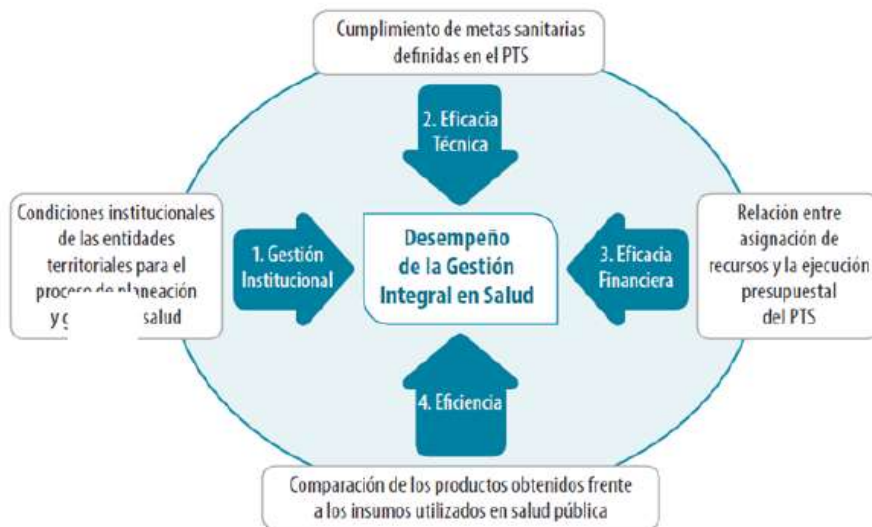 Cumplimiento de metas sanitarias
definidas en el PTS
2. Eficacia
Técnica
Condiciones institucionales
de las entidades
territoriales para el
proceso de planeación
y salud
1. Gestión
Institucional
Desempeño
de la Gestión
Integral en Salud
3. Eficacia
Financiera
Relación entre
asignación de
recursos y la ejecución
presupuestal
del PTS
4. Eficiencia
Comparación de los productos obtenidos frente
a los insumos utilizados en salud pública